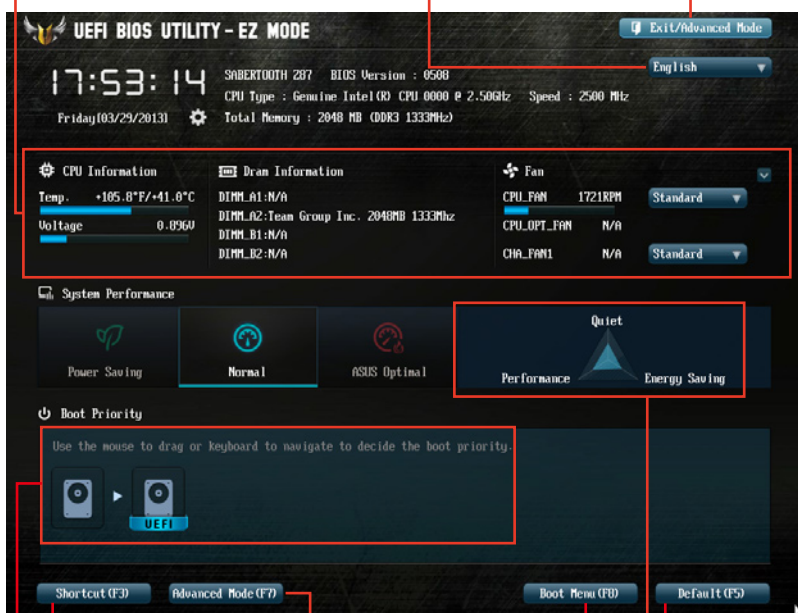 UEFI BIOS UTILITY - EZ MODE
Exit/Advanced Mode
English
17:53:14
Friday[03/29/2013]
SABERTOOTH Z87 BIOS Version : 0508
CPU Type : Genuine Intel(R) CPU 0000 @ 2.50GHz Speed : 2500 MHz
Total Memory : 2048 MB (DDR3 1333MHz)
CPU Information
Temp. +105.8°F/+41.0°C
Voltage 0.896V
Dram Information
DIMM_A1:N/A
DIMM_A2:Team Group Inc. 2048MB 1333Mhz
DIMM_B1:N/A
DIMM_B2:N/A
Fan
CPU_FAN 1721RPM Standard
CPU_OPT_FAN N/A
CHA_FAN1 N/A Standard
System Performance
Power Saving
Normal
ASUS Optimal
Quiet
Performance
Energy Saving
Boot Priority
Use the mouse to drag or keyboard to navigate to decide the boot priority.
UEFI
Shortcut(F3)
Advanced Mode(F7)
Boot Menu(F8)
Default(F5)